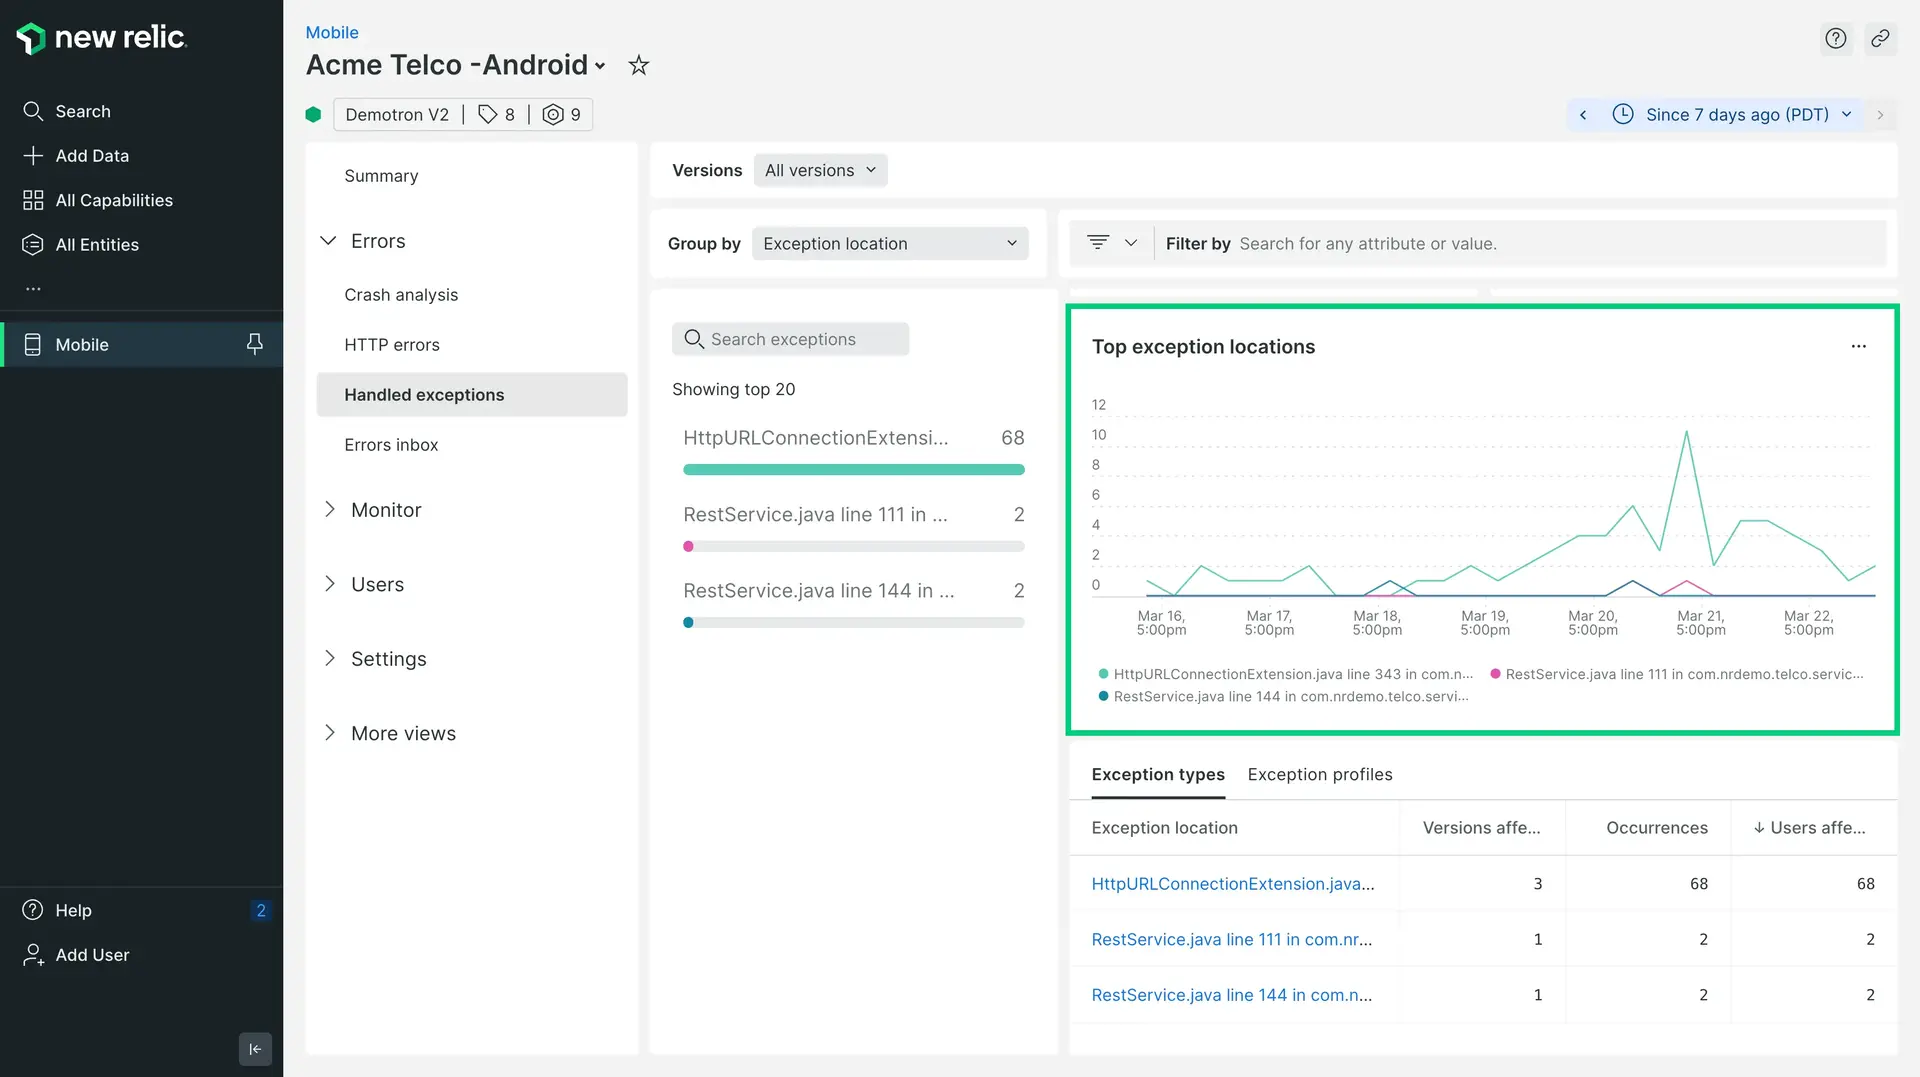 new relic.
Search
Add Data
All Capabilities
All Entities
...
Mobile
Help 2
Add User
Mobile
Acme Telco -Android
Demotron V2 | 8 | 9
Since 7 days ago (PDT)
Summary
Errors
Crash analysis
HTTP errors
Handled exceptions
Errors inbox
Monitor
Users
Settings
More views
Versions All versions
Group by Exception location
Filter by Search for any attribute or value.
Search exceptions
Showing top 20
HttpURLConnectionExtensi... 68
RestService.java line 111 in ... 2
RestService.java line 144 in ... 2
Top exception locations
...
12
10
8
6
4
2
0
Mar 16, 5:00pm
Mar 17, 5:00pm
Mar 18, 5:00pm
Mar 19, 5:00pm
Mar 20, 5:00pm
Mar 21, 5:00pm
Mar 22, 5:00pm
HttpURLConnectionExtension.java line 343 in com.n...
RestService.java line 111 in com.nrdemo.telco.servic...
RestService.java line 144 in com.nrdemo.telco.servi...
Exception types Exception profiles
Exception location Versions affe... Occurrences Users affe...
HttpURLConnectionExtension.java... 3 68 68
RestService.java line 111 in com.nr... 1 2 2
RestService.java line 144 in com.n... 1 2 2